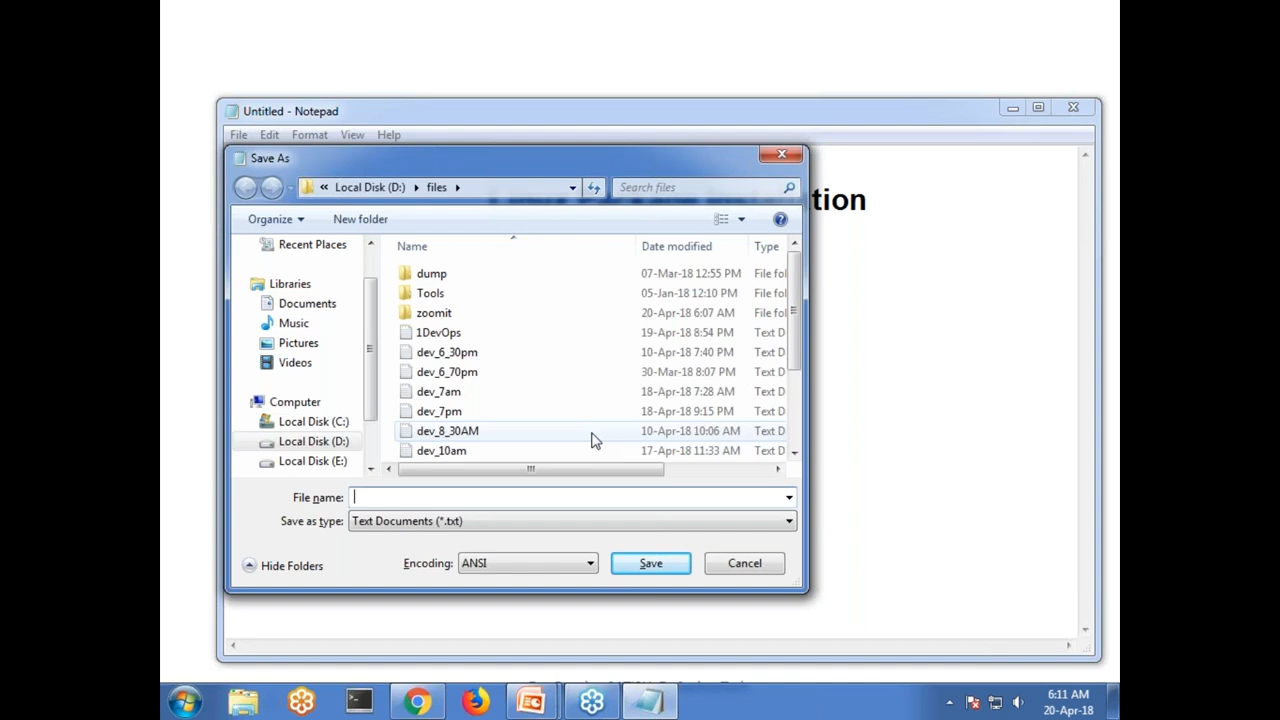 Untitled - Notepad
File Edit Format View Help
Save As
« Local Disk (D:) files
Search files
tion
Organize
New folder
Recent Places
Libraries
Documents
Music
Pictures
Videos
Computer
Local Disk (C:)
Local Disk (D:)
Local Disk (E:)
Name Date modified Type
dump 07-Mar-18 12:55 PM File fol
Tools 05-Jan-18 12:10 PM File fol
zoomit 20-Apr-18 6:07 AM File fol
1DevOps 19-Apr-18 8:54 PM Text D
dev_6_30pm 10-Apr-18 7:40 PM Text D
dev_6_70pm 30-Mar-18 8:07 PM Text D
dev_7am 18-Apr-18 7:28 AM Text D
dev_7pm 18-Apr-18 9:15 PM Text D
dev_8_30AM 10-Apr-18 10:06 AM Text D
dev_10am 17-Apr-18 11:33 AM Text D
File name:
Save as type: Text Documents (*.txt)
Hide Folders
Encoding: ANSI
Save
Cancel
6:11 AM
20-Apr-18